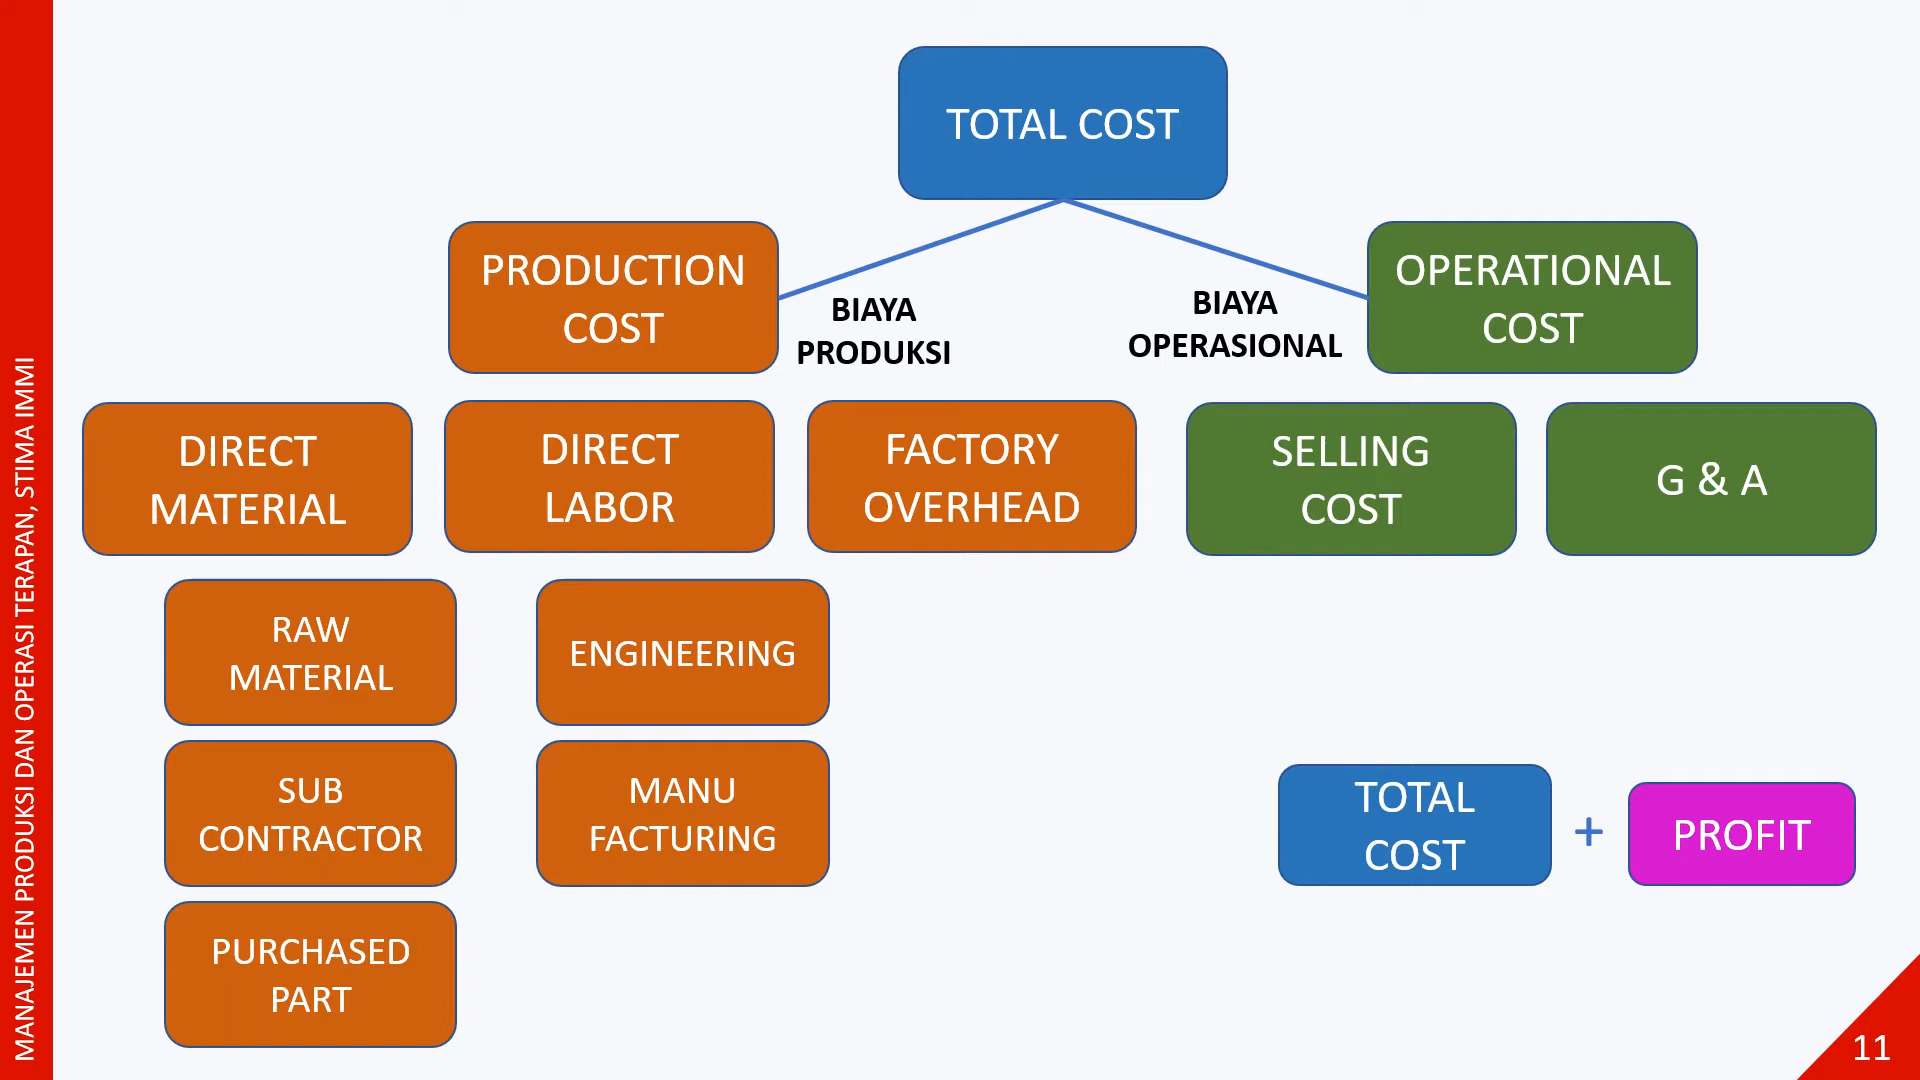 TOTAL COST
PRODUCTION
COST
BIAYA
PRODUKSI
BIAYA
OPERASIONAL
OPERATIONAL
COST
DIRECT
MATERIAL
DIRECT
LABOR
FACTORY
OVERHEAD
SELLING
COST
G & A
RAW
MATERIAL
ENGINEERING
SUB
CONTRACTOR
MANU
FACTURING
PURCHASED
PART
TOTAL
COST
+
PROFIT
MANAJEMEN PRODUKSI DAN OPERASI TERAPAN, STIMA IMMI
11